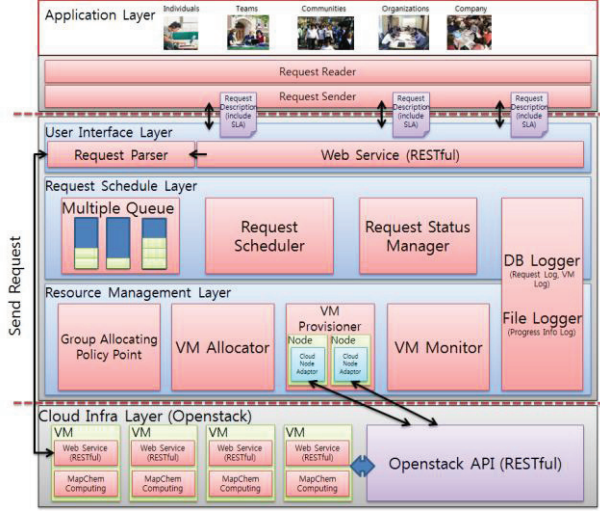 Application Layer
Individuals
Teams
Communities
Organizations
Company
Request Reader
Request Sender
Request
Description
(include
SLA)
Request
Description
(include
SLA)
Request
Description
(include
SLA)
User Interface Layer
Request Parser
Web Service (RESTful)
Send Request
Request Schedule Layer
Multiple Queue
Request
Scheduler
Request Status
Manager
DB Logger
(Request Log, VM
Log)
File Logger
(Progress Info Log)
Resource Management Layer
Group Allocating
Policy Point
VM Allocator
VM
Provisioner
Node
Cloud
Node
Adaptor
Node
Cloud
Node
Adaptor
VM Monitor
Cloud Infra Layer (Openstack)
VM
Web Service
(RESTful)
MapChem
Computing
VM
Web Service
(RESTful)
MapChem
Computing
VM
Web Service
(RESTful)
MapChem
Computing
VM
Web Service
(RESTful)
MapChem
Computing
Openstack API (RESTful)